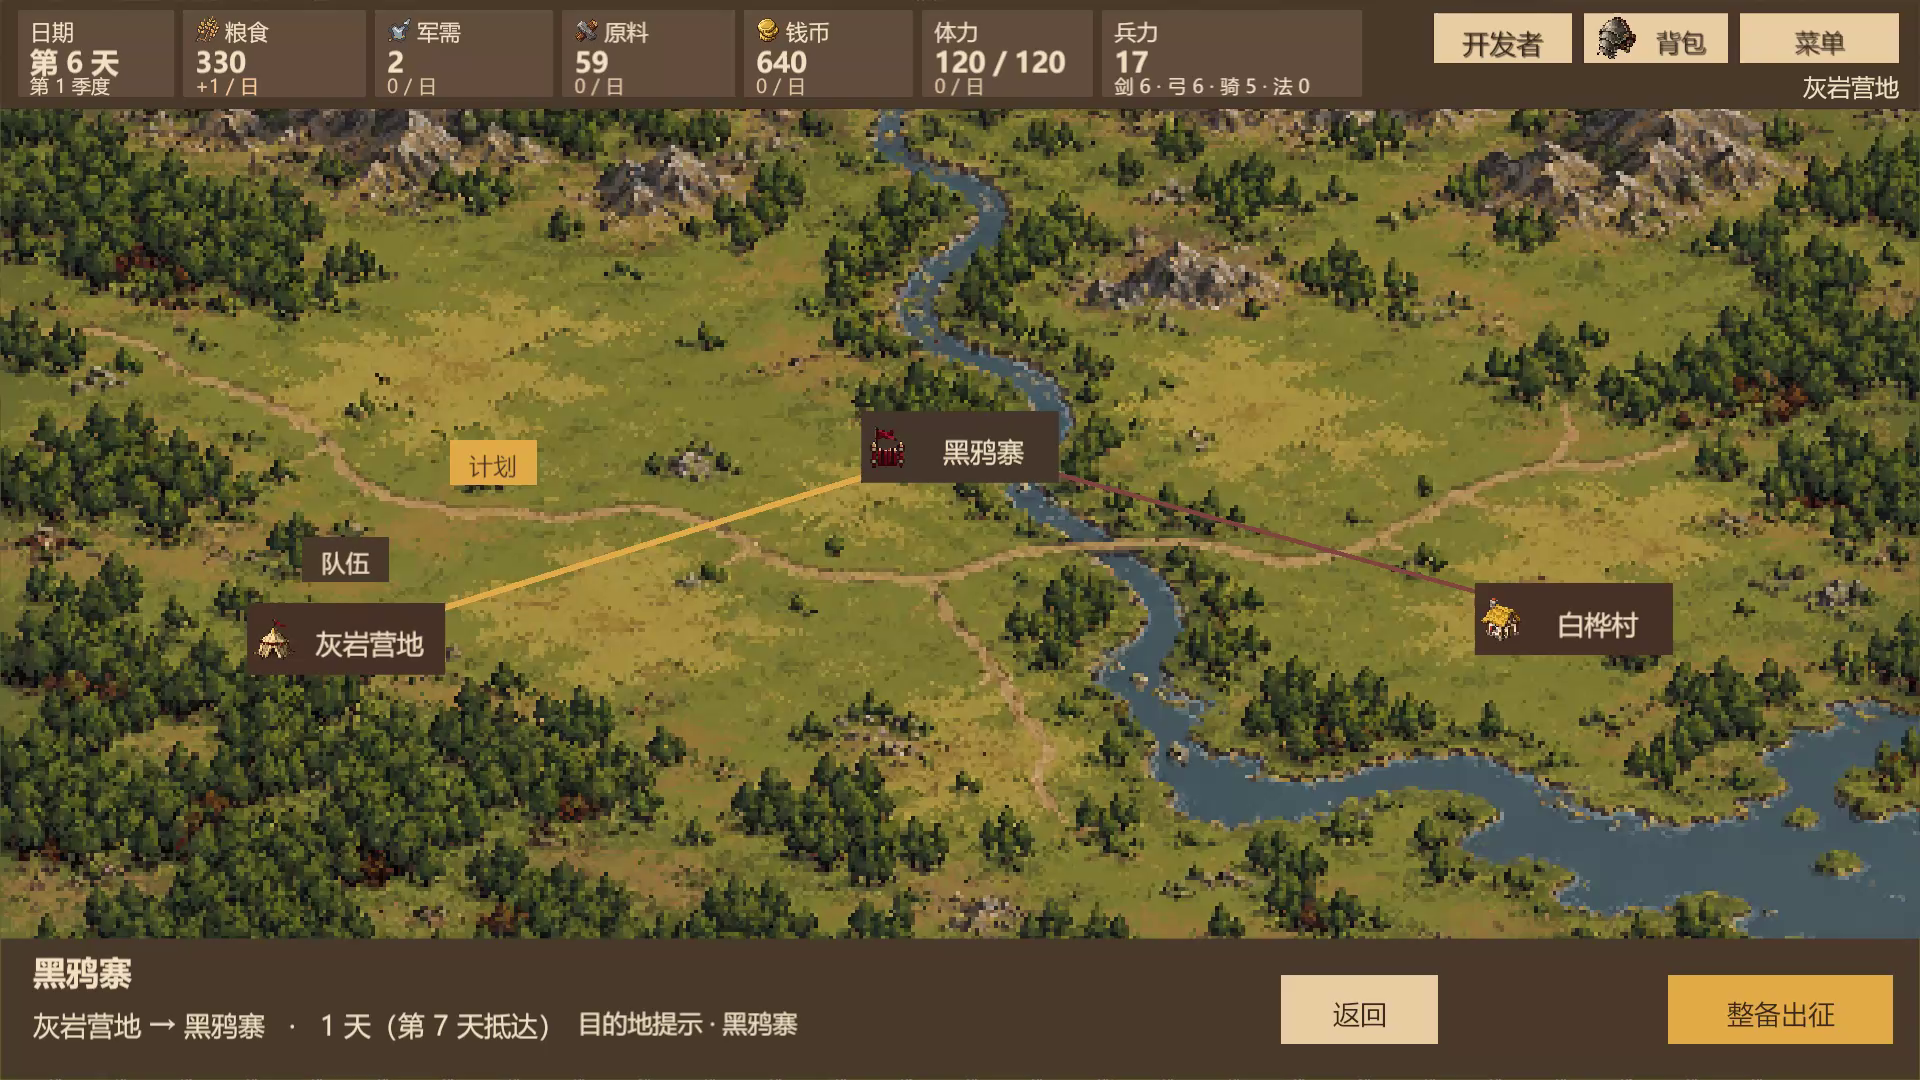 日期
第 6 天
第 1 季度
粮食
330
+1 / 日
军需
2
0 / 日
原料
59
0 / 日
钱币
640
0 / 日
体力
120 / 120
0 / 日
兵力
17
剑 6 · 弓 6 · 骑 5 · 法 0
开发者
背包
菜单
灰岩营地
黑鸦寨
计划
队伍
灰岩营地
白桦村
黑鸦寨
灰岩营地 → 黑鸦寨 · 1 天（第 7 天抵达） 目的地提示 · 黑鸦寨
返回
整备出征